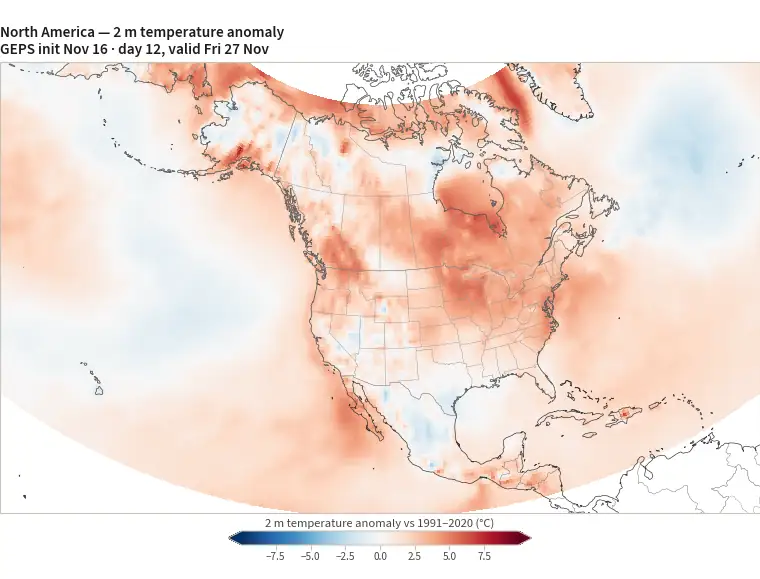 North America — 2 m temperature anomaly
GEPS init Nov 16 · day 12, valid Fri 27 Nov
2 m temperature anomaly vs 1991–2020 (°C)
−7.5 −5.0 −2.5 0.0 2.5 5.0 7.5